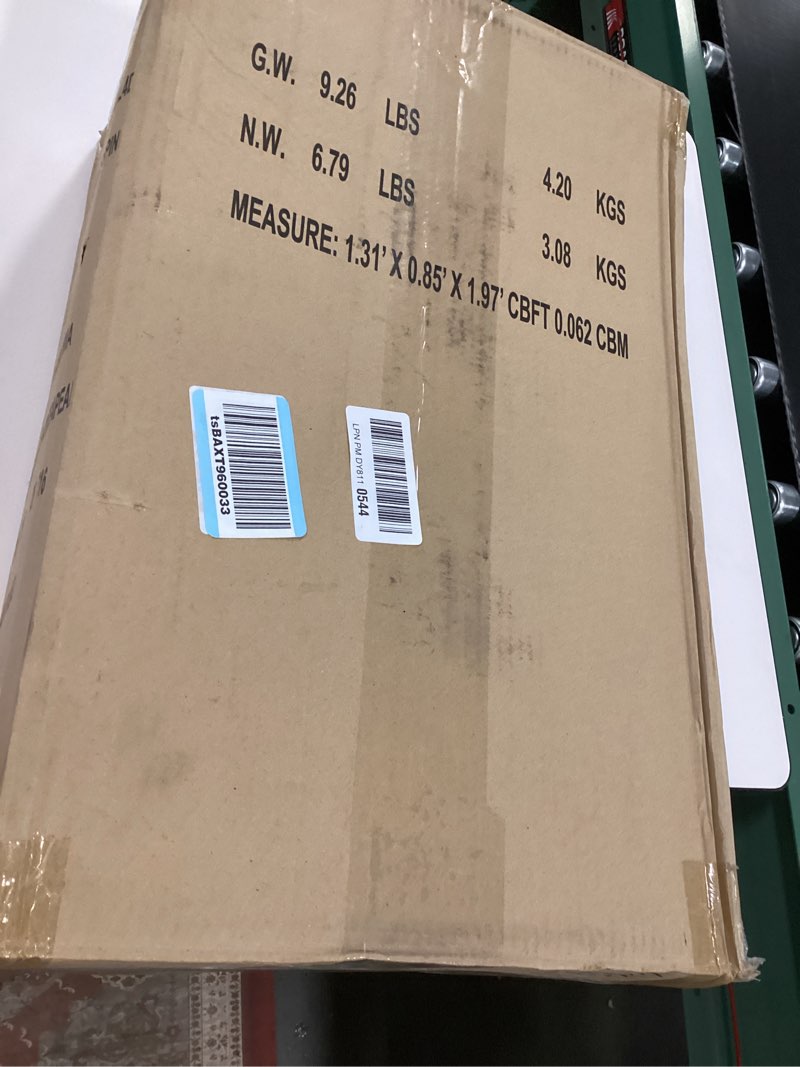 G.W. 9.26 LBS 4.20 KGS
N.W. 6.79 LBS 3.08 KGS
MEASURE: 1.31' X 0.85' X 1.97' CBFT 0.062 CBM
tsBAXT960033
LPN PM DY811 0544